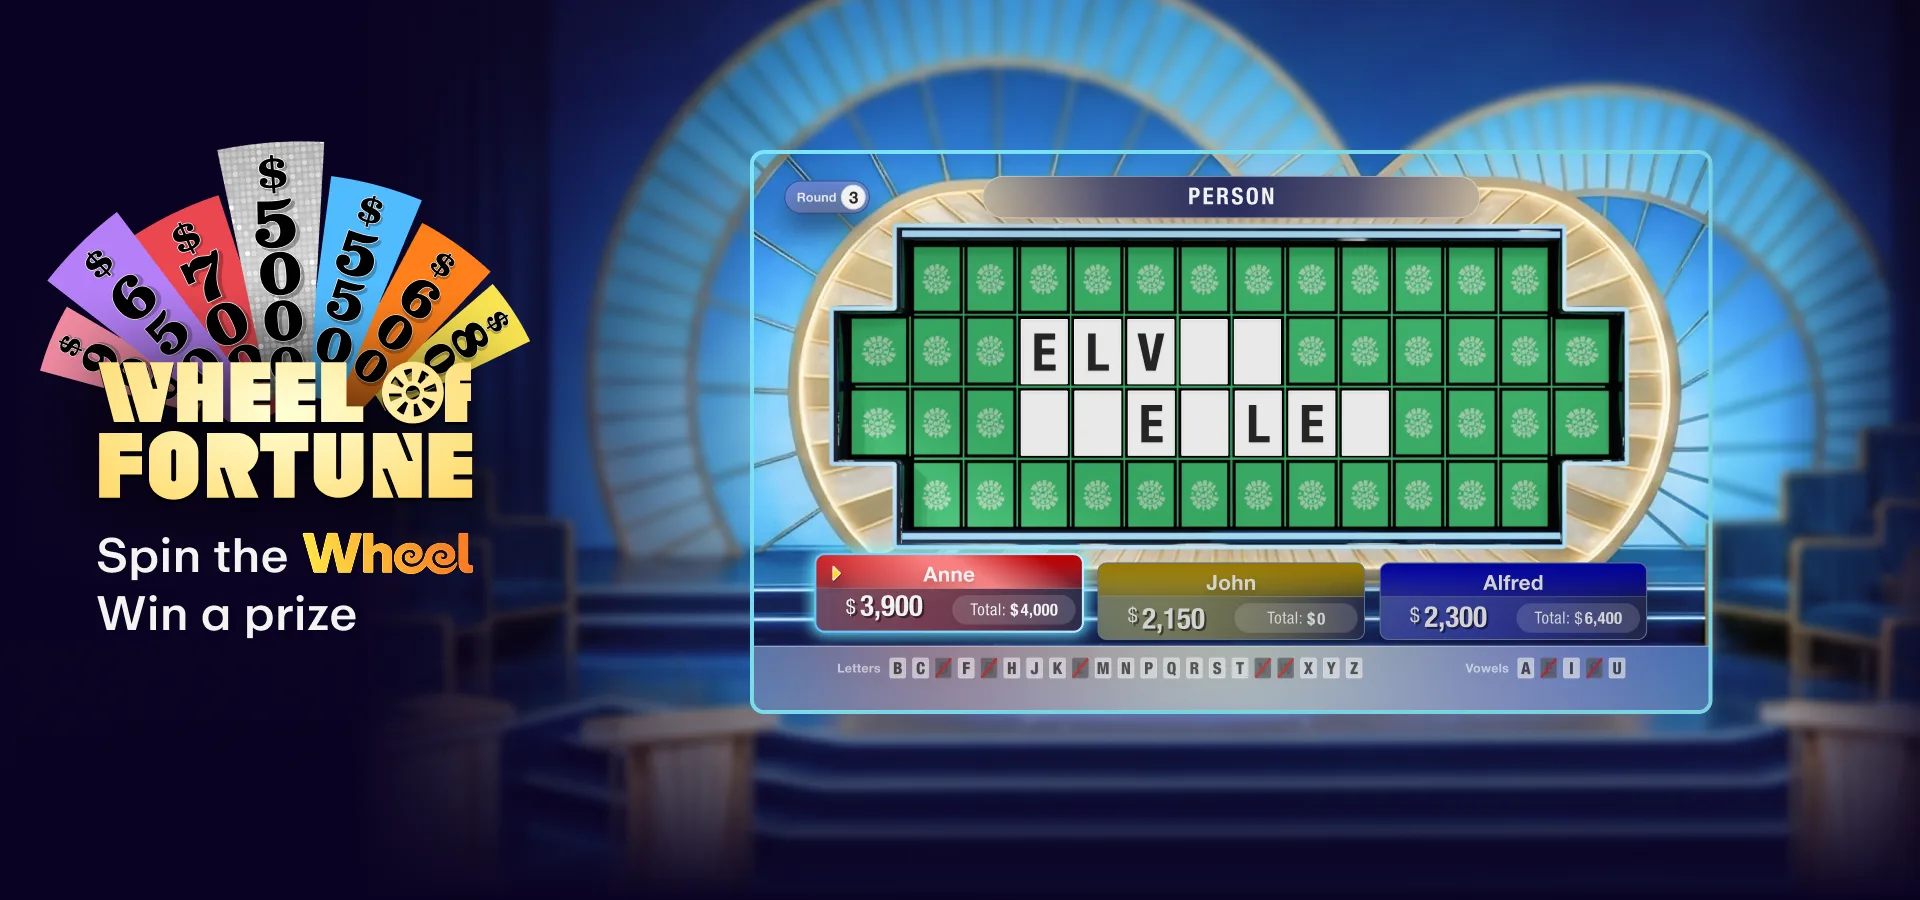 $5000
$700
$550
$650
$600
$800
WHEEL OF
FORTUNE
Spin the Wheel
Win a prize
Round 3
PERSON
ELV
E LE
Anne
$3,900 Total: $4,000
John
$2,150 Total: $0
Alfred
$2,300 Total: $6,400
Letters B C D F G H J K L M N P Q R S T V W X Y Z
Vowels A E I O U